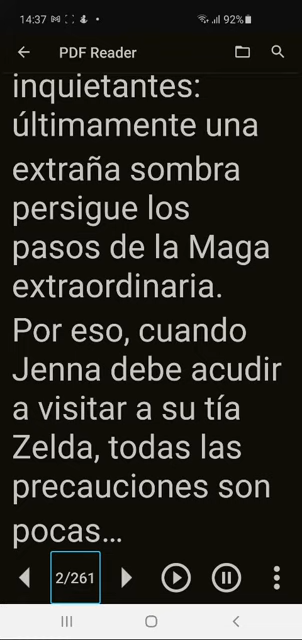 14:37 92%
PDF Reader
inquietantes:
últimamente una
extraña sombra
persigue los
pasos de la Maga
extraordinaria.
Por eso, cuando
Jenna debe acudir
a visitar a su tía
Zelda, todas las
precauciones son
pocas...
2/261